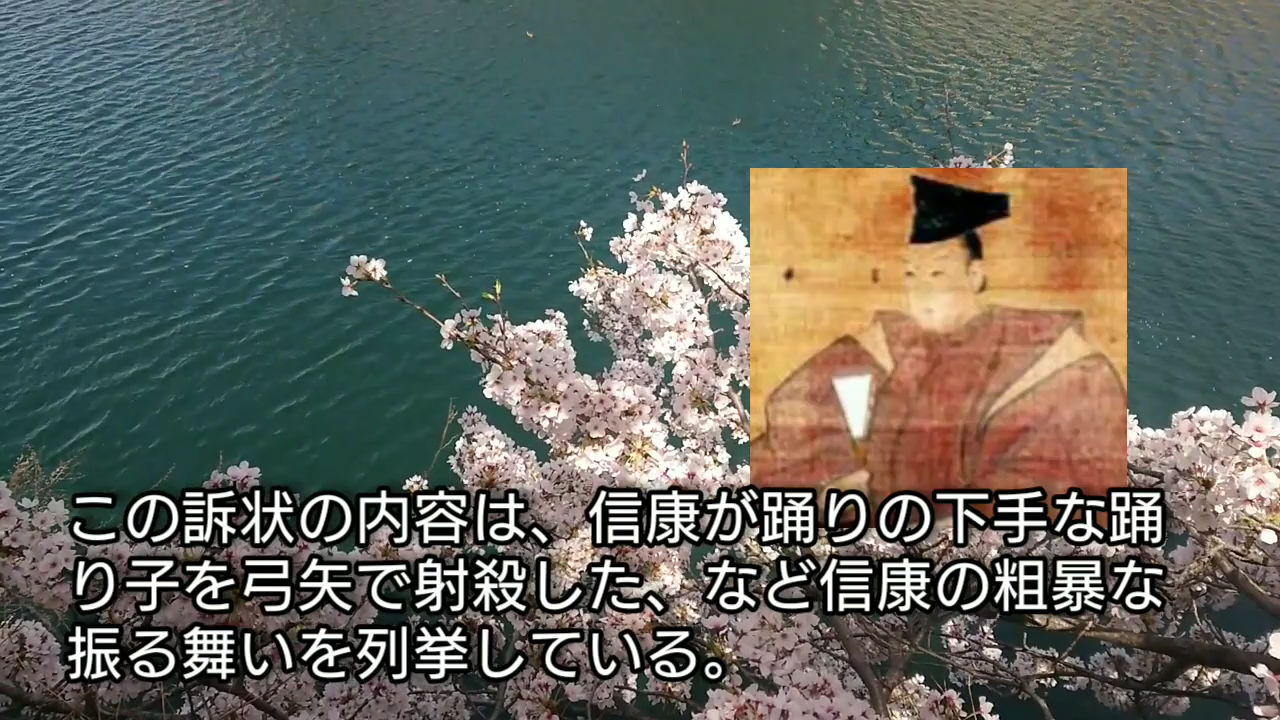 この訴状の内容は、信康が踊りの下手な踊
り子を弓矢で射殺した、など信康の粗暴な
振る舞いを列挙している。